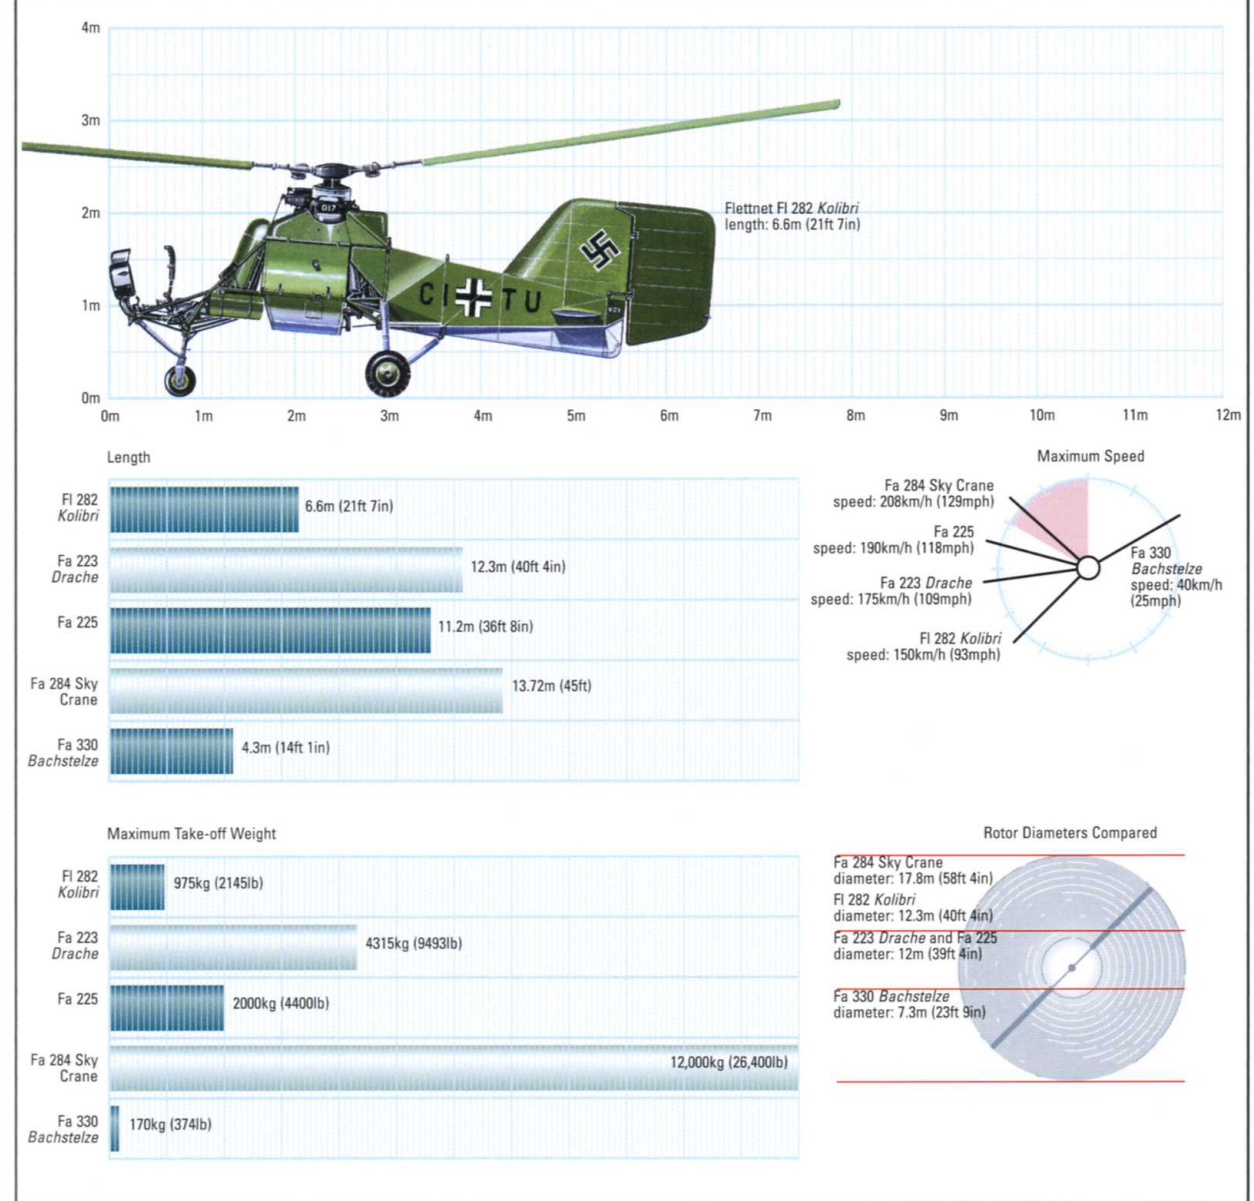 4m
3m
2m
1m
0m
0m 1m 2m 3m 4m 5m 6m 7m 8m 9m 10m 11m 12m
D17
CI TU
Flettnet Fl 282 Kolibri
length: 6.6m (21ft 7in)
Length
Fl 282
Kolibri
6.6m (21ft 7in)
Fa 223
Drache
12.3m (40ft 4in)
Fa 225
11.2m (36ft 8in)
Fa 284 Sky
Crane
13.72m (45ft)
Fa 330
Bachstelze
4.3m (14ft 1in)
Maximum Speed
Fa 284 Sky Crane
speed: 208km/h (129mph)
Fa 225
speed: 190km/h (118mph)
Fa 223 Drache
speed: 175km/h (109mph)
Fl 282 Kolibri
speed: 150km/h (93mph)
Fa 330
Bachstelze
speed: 40km/h
(25mph)
Maximum Take-off Weight
Fl 282
Kolibri
975kg (2145lb)
Fa 223
Drache
4315kg (9493lb)
Fa 225
2000kg (4400lb)
Fa 284 Sky
Crane
12,000kg (26,400lb)
Fa 330
Bachstelze
170kg (374lb)
Rotor Diameters Compared
Fa 284 Sky Crane
diameter: 17.8m (58ft 4in)
Fl 282 Kolibri
diameter: 12.3m (40ft 4in)
Fa 223 Drache and Fa 225
diameter: 12m (39ft 4in)
Fa 330 Bachstelze
diameter: 7.3m (23ft 9in)